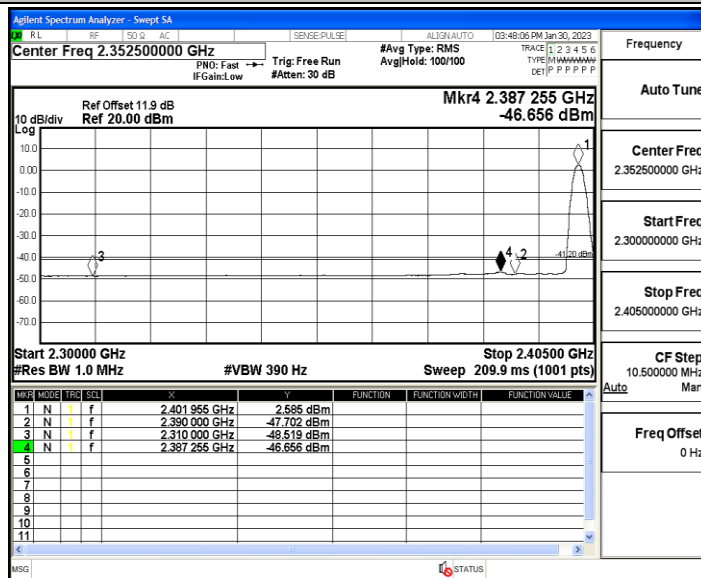 Agilent Spectrum Analyzer - Swept SA
RL RF 50 Ω AC SENSE:PULSE ALIGN AUTO 03:48:06 PM Jan 30, 2023
Center Freq 2.352500000 GHz
PNO: Fast
IFGain:Low
Trig: Free Run
#Atten: 30 dB
#Avg Type: RMS
Avg|Hold: 100/100
TRACE 1 2 3 4 5 6
TYPE M WWWWW
DET P P P P P P
Ref Offset 11.9 dB
10 dB/div Ref 20.00 dBm
Log
Mkr4 2.387 255 GHz
-46.656 dBm
10.0
0.00
-10.0
-20.0
-30.0
-40.0
-50.0
-60.0
-70.0
1
3
4
2
-41.20 dBm
Start 2.30000 GHz Stop 2.40500 GHz
#Res BW 1.0 MHz #VBW 390 Hz Sweep 209.9 ms (1001 pts)
MKR MODE TRC SCL X Y FUNCTION FUNCTION WIDTH FUNCTION VALUE
1 N 1 f 2.401 955 GHz 2.585 dBm
2 N 1 f 2.390 000 GHz -47.702 dBm
3 N 1 f 2.310 000 GHz -48.519 dBm
4 N 1 f 2.387 255 GHz -46.656 dBm
5
6
7
8
9
10
11
MSG STATUS
Frequency
Auto Tune
Center Freq
2.352500000 GHz
Start Freq
2.300000000 GHz
Stop Freq
2.405000000 GHz
CF Step
10.500000 MHz
Auto Man
Freq Offset
0 Hz